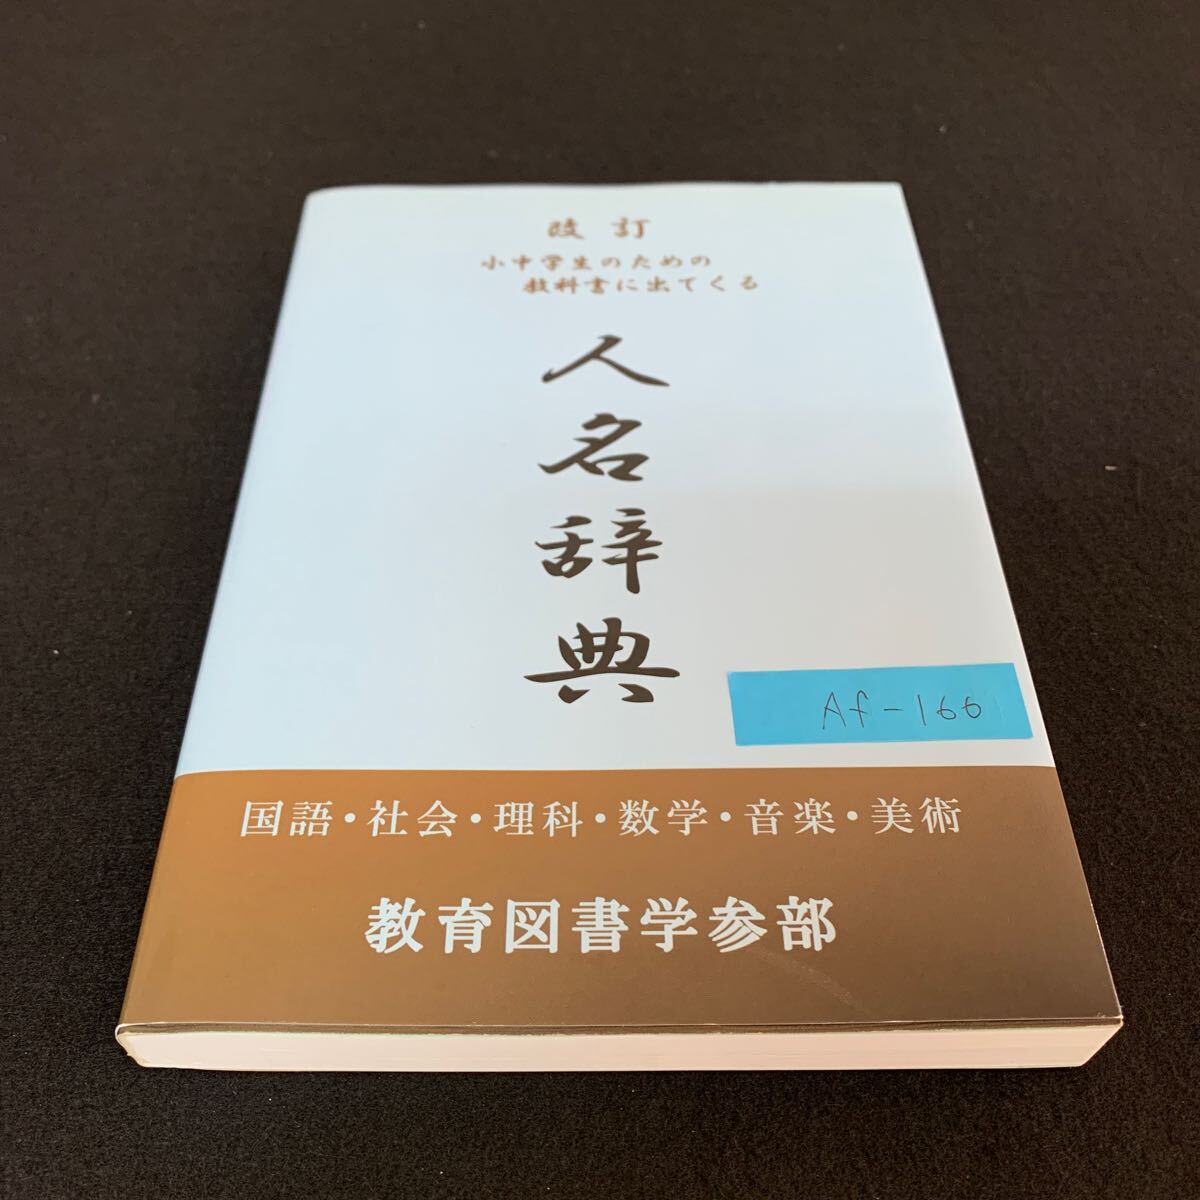 改訂
小中学生のための
教科書に出てくる
人名辞典
Af-166
国語・社会・理科・数学・音楽・美術
教育図書学参部